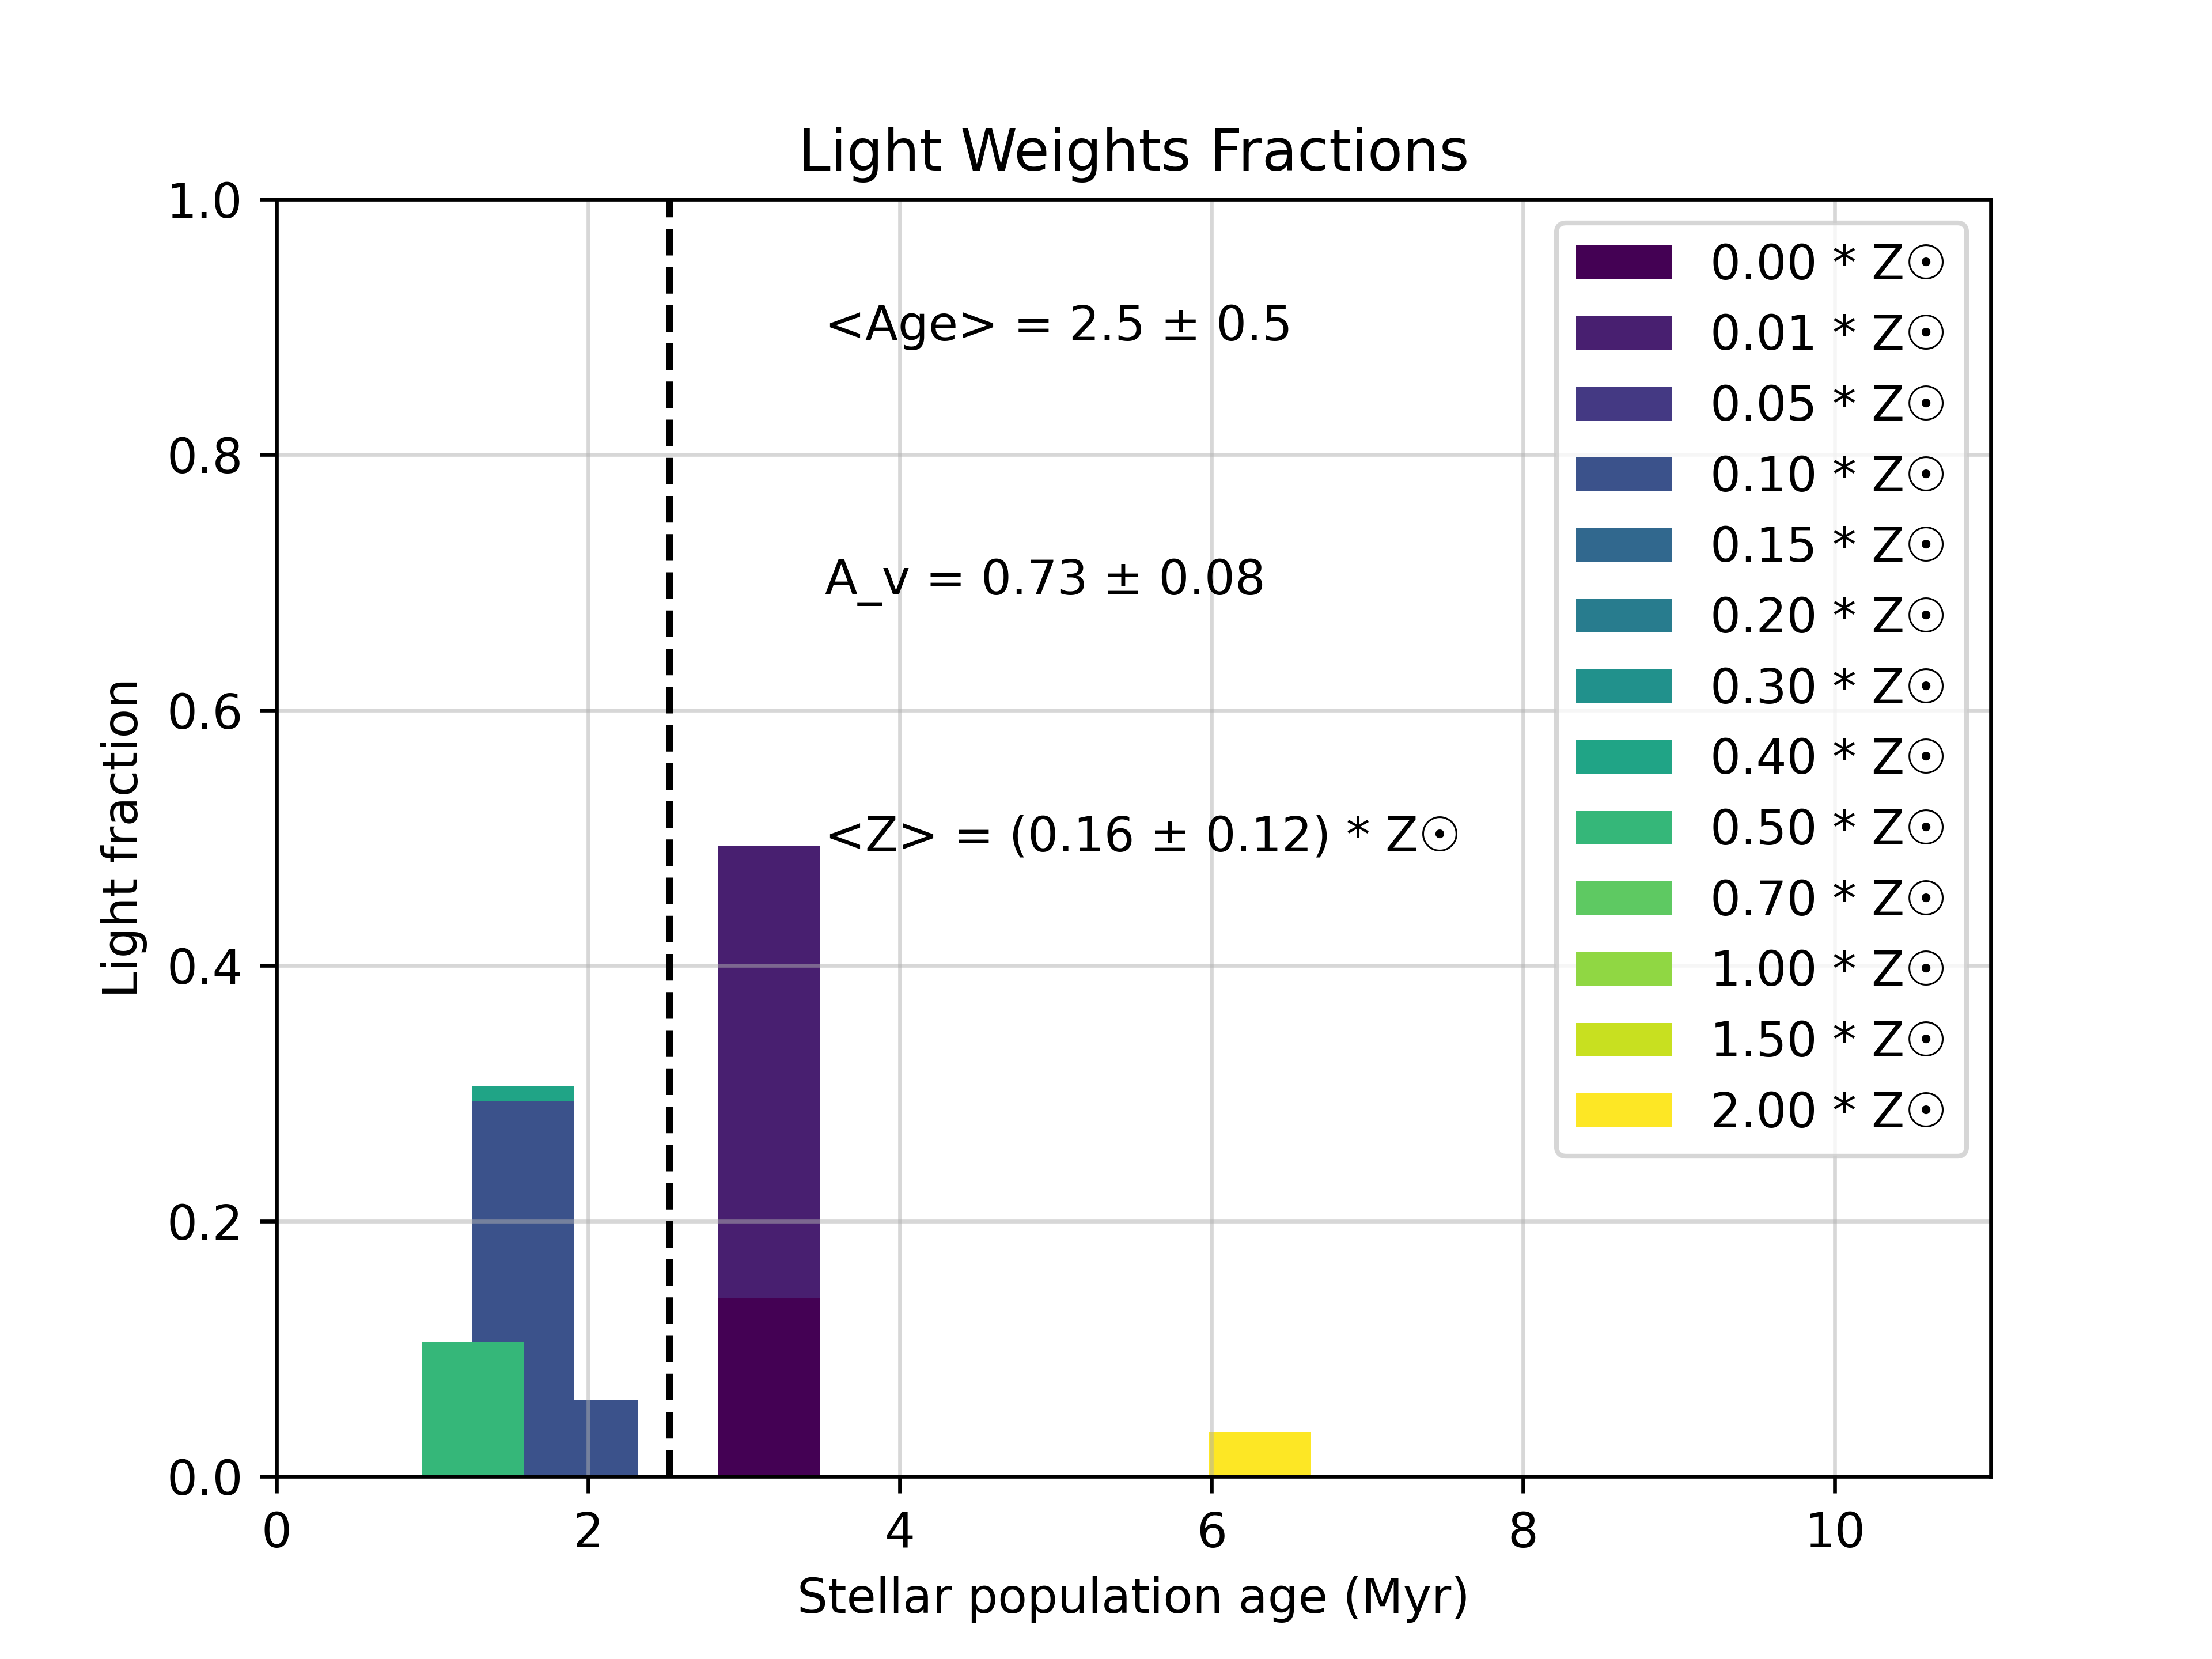 Light Weights Fractions
1.0
0.8
0.6
0.4
0.2
0.0
Light fraction
<Age> = 2.5 ± 0.5
A_v = 0.73 ± 0.08
<Z> = (0.16 ± 0.12) * Z☉
0.00 * Z☉
0.01 * Z☉
0.05 * Z☉
0.10 * Z☉
0.15 * Z☉
0.20 * Z☉
0.30 * Z☉
0.40 * Z☉
0.50 * Z☉
0.70 * Z☉
1.00 * Z☉
1.50 * Z☉
2.00 * Z☉
0 2 4 6 8 10
Stellar population age (Myr)